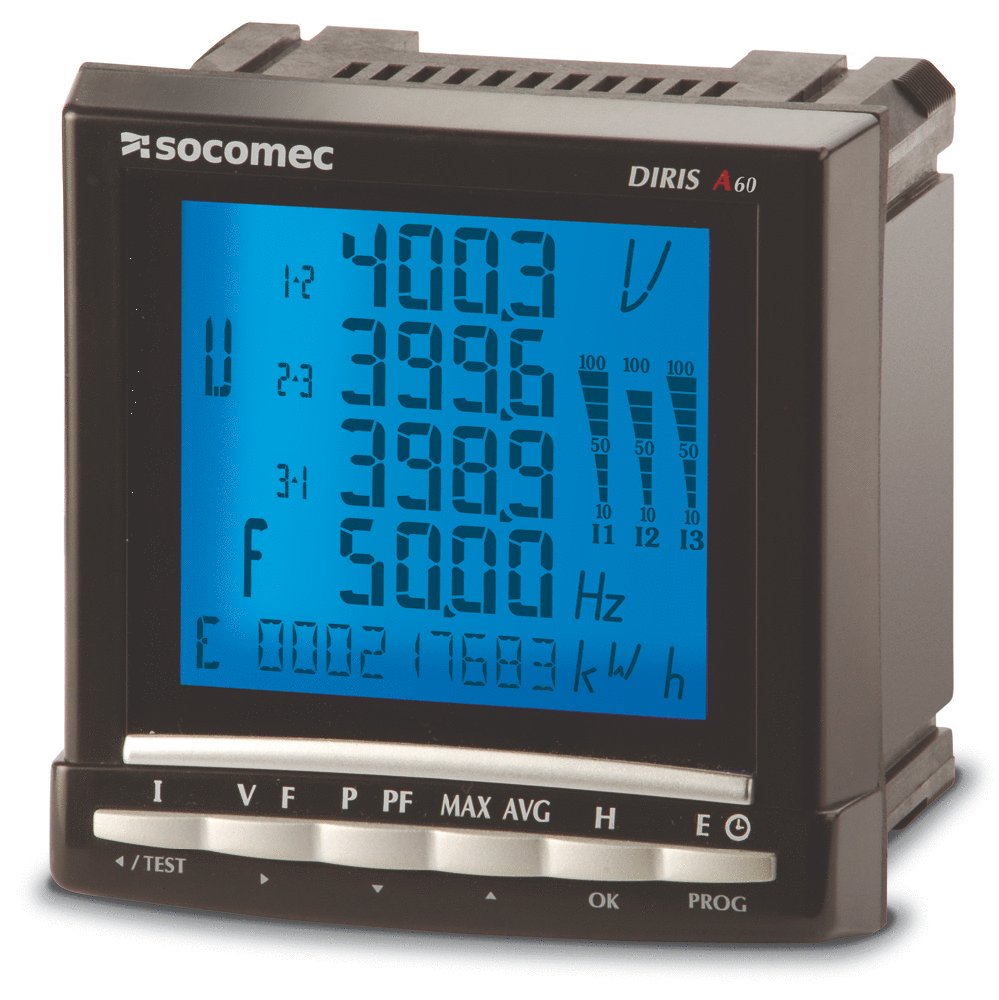 socomec
DIRIS A60
1-2 400.3 V
U 2-3 399.6
3-1 398.9
F 50.00 Hz
E 000217683 kWh
100 100 100
50 50 50
10 10 10
I1 I2 I3
I V F P PF MAX AVG H E
/TEST OK PROG